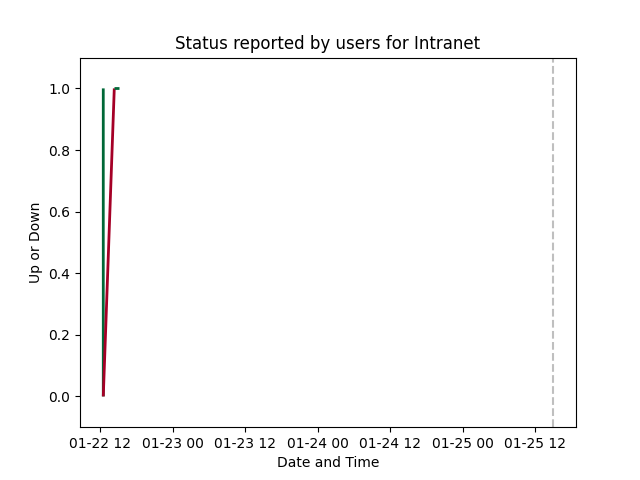 Status reported by users for Intranet
1.0
0.8
0.6
0.4
0.2
0.0
Up or Down
01-22 12 01-23 00 01-23 12 01-24 00 01-24 12 01-25 00 01-25 12
Date and Time